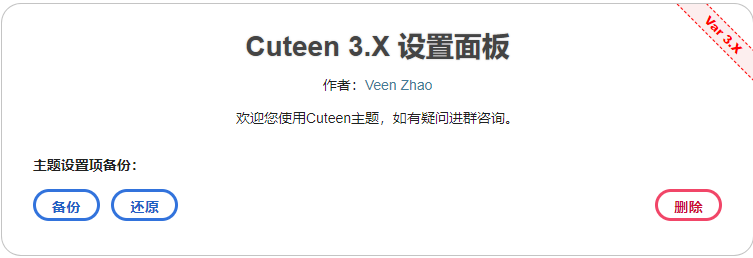 Cuteen 3.X 设置面板
Var 3.X
作者：Veen Zhao
欢迎您使用Cuteen主题，如有疑问进群咨询。
主题设置项备份：
备份 还原 删除